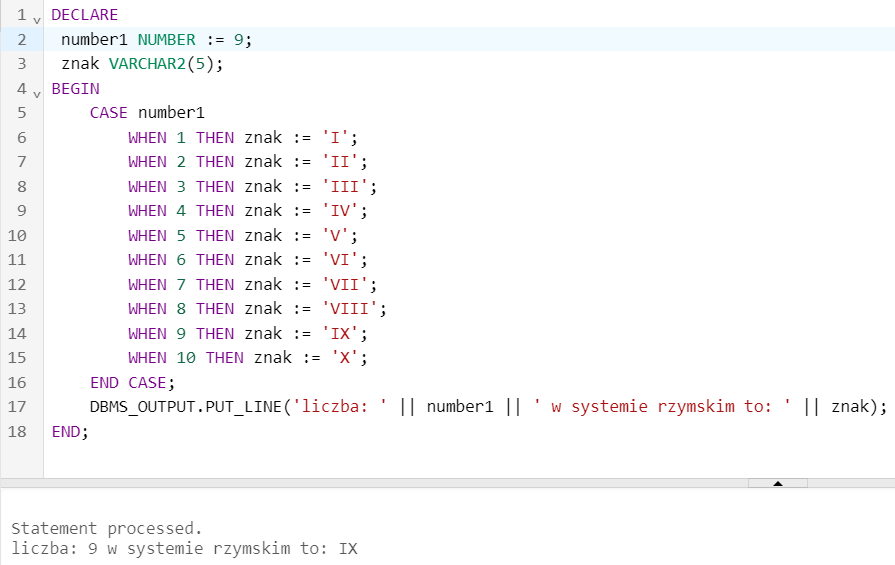 1 DECLARE
2  number1 NUMBER := 9;
3  znak VARCHAR2(5);
4 BEGIN
5     CASE number1
6         WHEN 1 THEN znak := 'I';
7         WHEN 2 THEN znak := 'II';
8         WHEN 3 THEN znak := 'III';
9         WHEN 4 THEN znak := 'IV';
10         WHEN 5 THEN znak := 'V';
11         WHEN 6 THEN znak := 'VI';
12         WHEN 7 THEN znak := 'VII';
13         WHEN 8 THEN znak := 'VIII';
14         WHEN 9 THEN znak := 'IX';
15         WHEN 10 THEN znak := 'X';
16     END CASE;
17     DBMS_OUTPUT.PUT_LINE('liczba: ' || number1 || ' w systemie rzymskim to: ' || znak);
18 END;
Statement processed.
liczba: 9 w systemie rzymskim to: IX